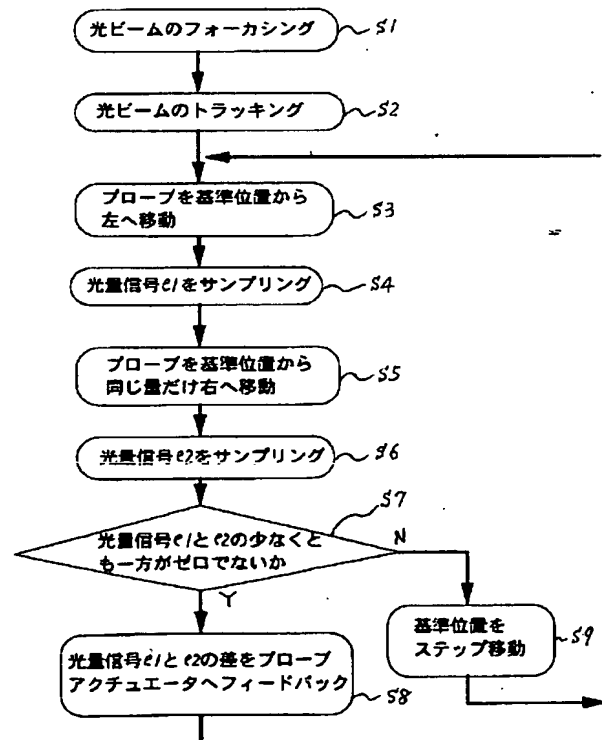 光ビームのフォーカシング
S1
光ビームのトラッキング
S2
プローブを基準位置から
左へ移動
S3
光量信号e1をサンプリング
S4
プローブを基準位置から
同じ量だけ右へ移動
S5
光量信号e2をサンプリング
S6
S7
光量信号e1とe2の少なくと
も一方がゼロでないか
N
Y
基準位置を
ステップ移動
S9
光量信号e1とe2の差をプローブ
アクチュエータへフィードバック
S8